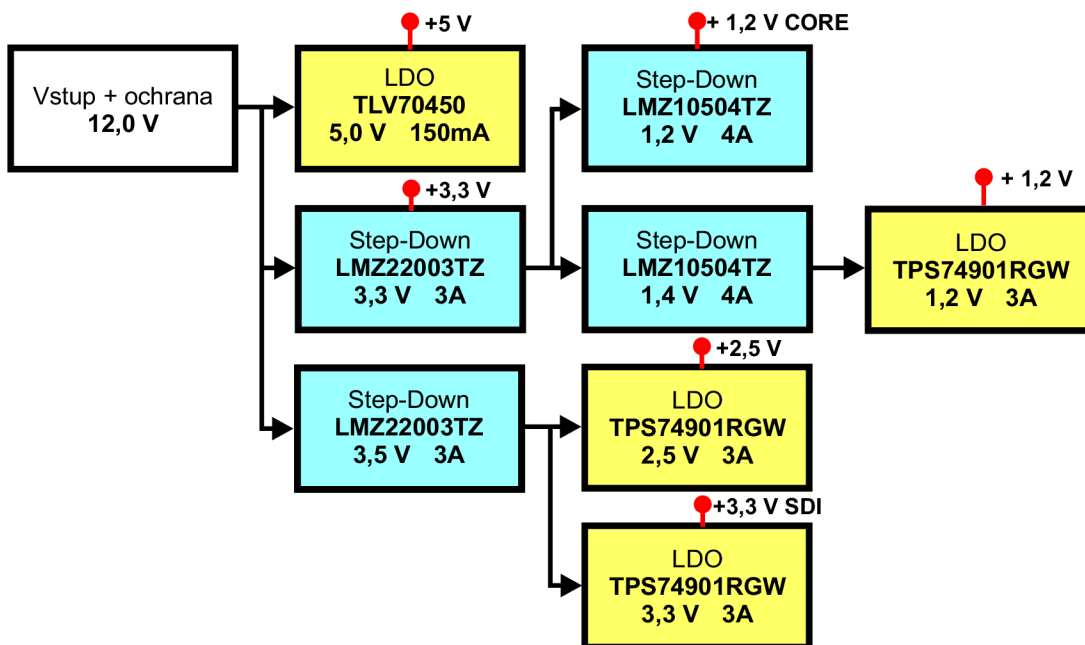 Vstup + ochrana
12,0 V
+5 V
LDO
TLV70450
5,0 V 150mA
+ 1,2 V CORE
Step-Down
LMZ10504TZ
1,2 V 4A
+3,3 V
Step-Down
LMZ22003TZ
3,3 V 3A
Step-Down
LMZ10504TZ
1,4 V 4A
+ 1,2 V
LDO
TPS74901RGW
1,2 V 3A
Step-Down
LMZ22003TZ
3,5 V 3A
+2,5 V
LDO
TPS74901RGW
2,5 V 3A
+3,3 V SDI
LDO
TPS74901RGW
3,3 V 3A